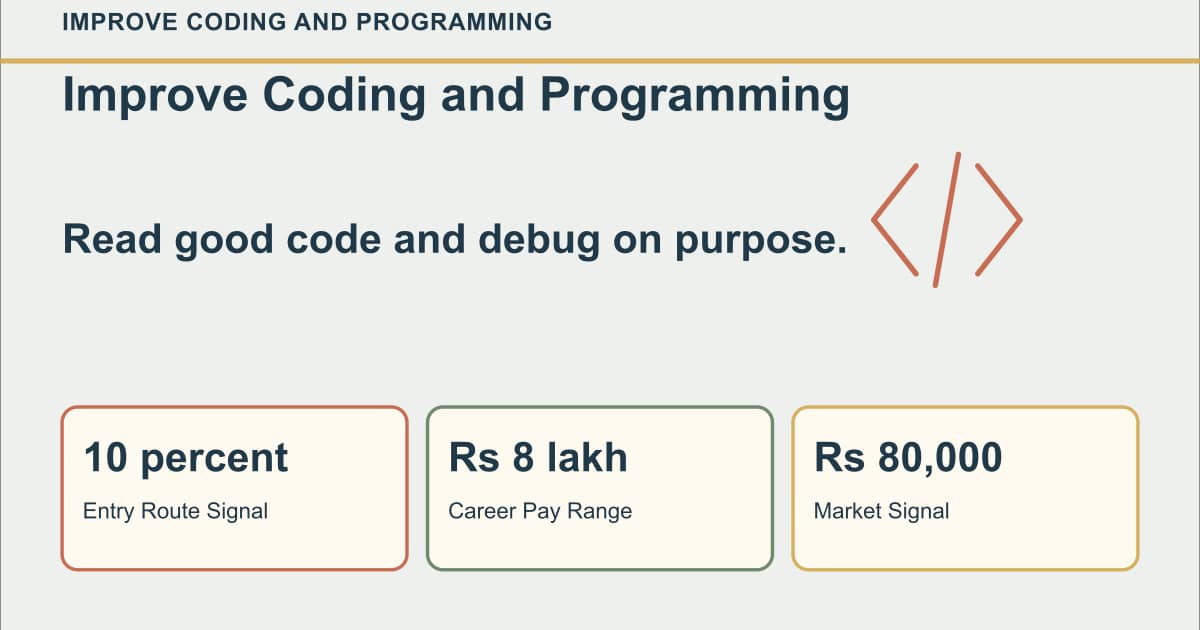 IMPROVE CODING AND PROGRAMMING
Improve Coding and Programming
Read good code and debug on purpose.
10 percent
Entry Route Signal
Rs 8 lakh
Career Pay Range
Rs 80,000
Market Signal